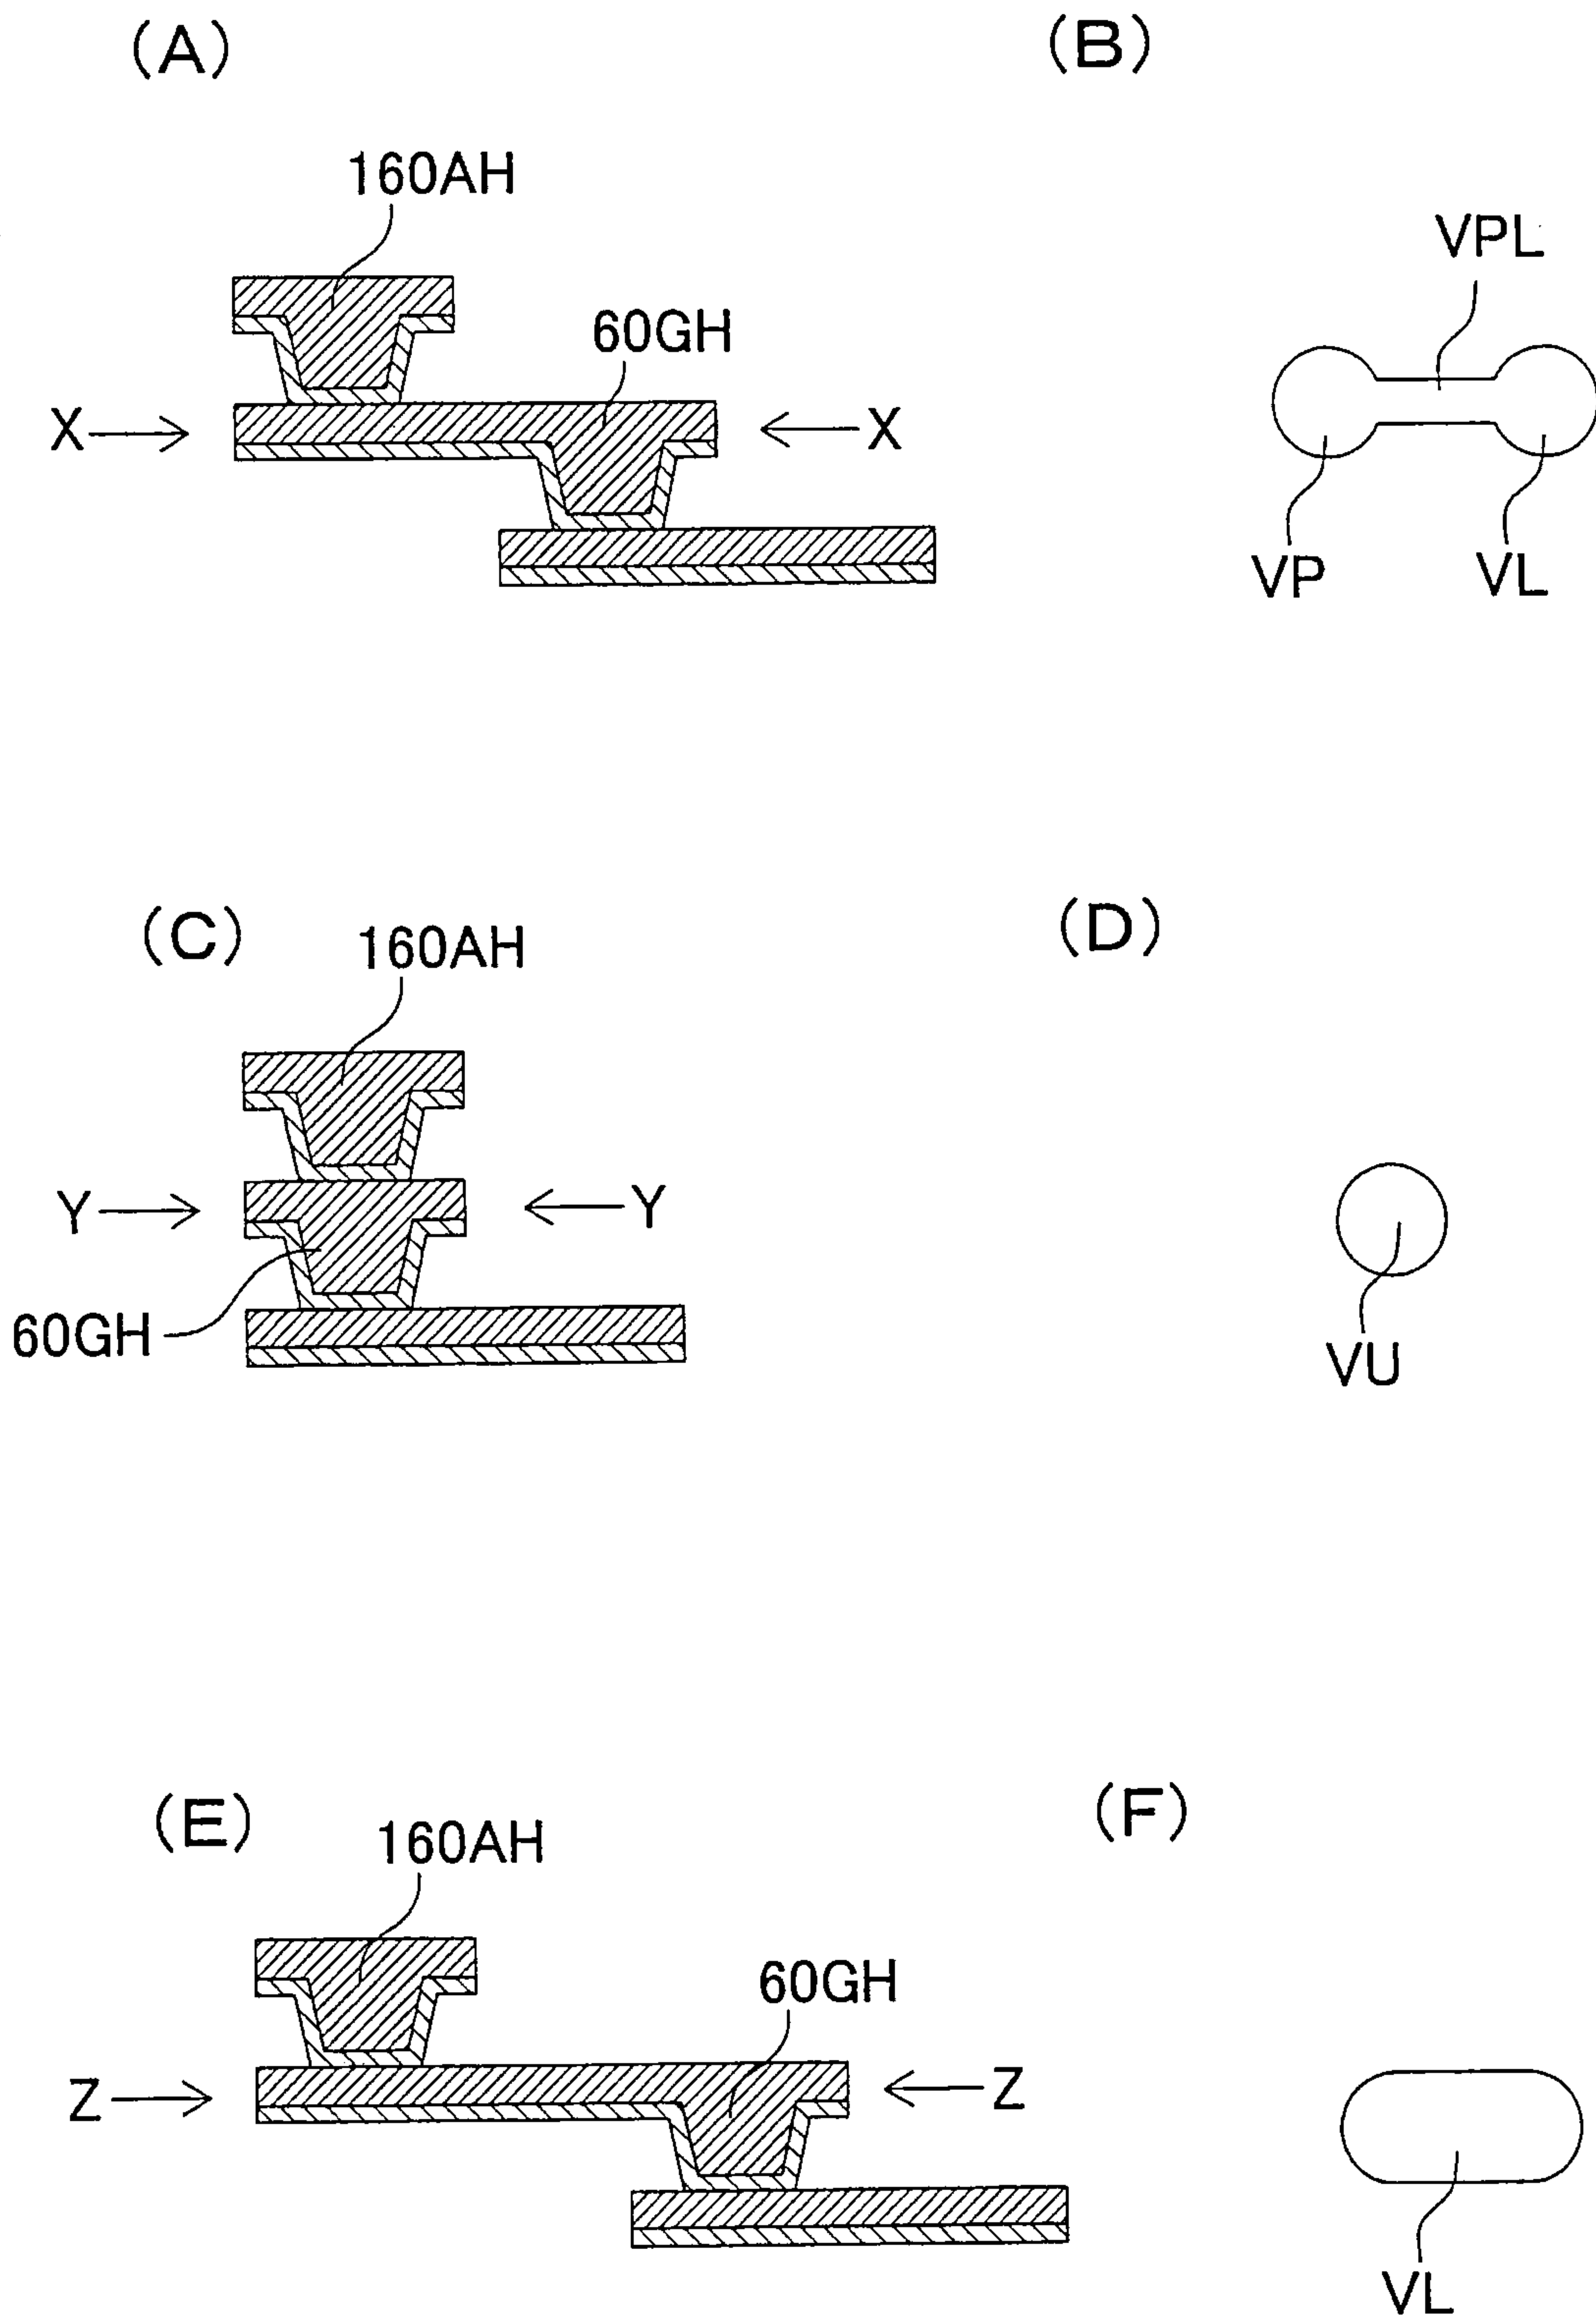 (A)
(B)
160AH
VPL
60GH
X
X
VP
VL
(C)
(D)
160AH
Y
Y
60GH
VU
(E)
(F)
160AH
60GH
Z
Z
VL